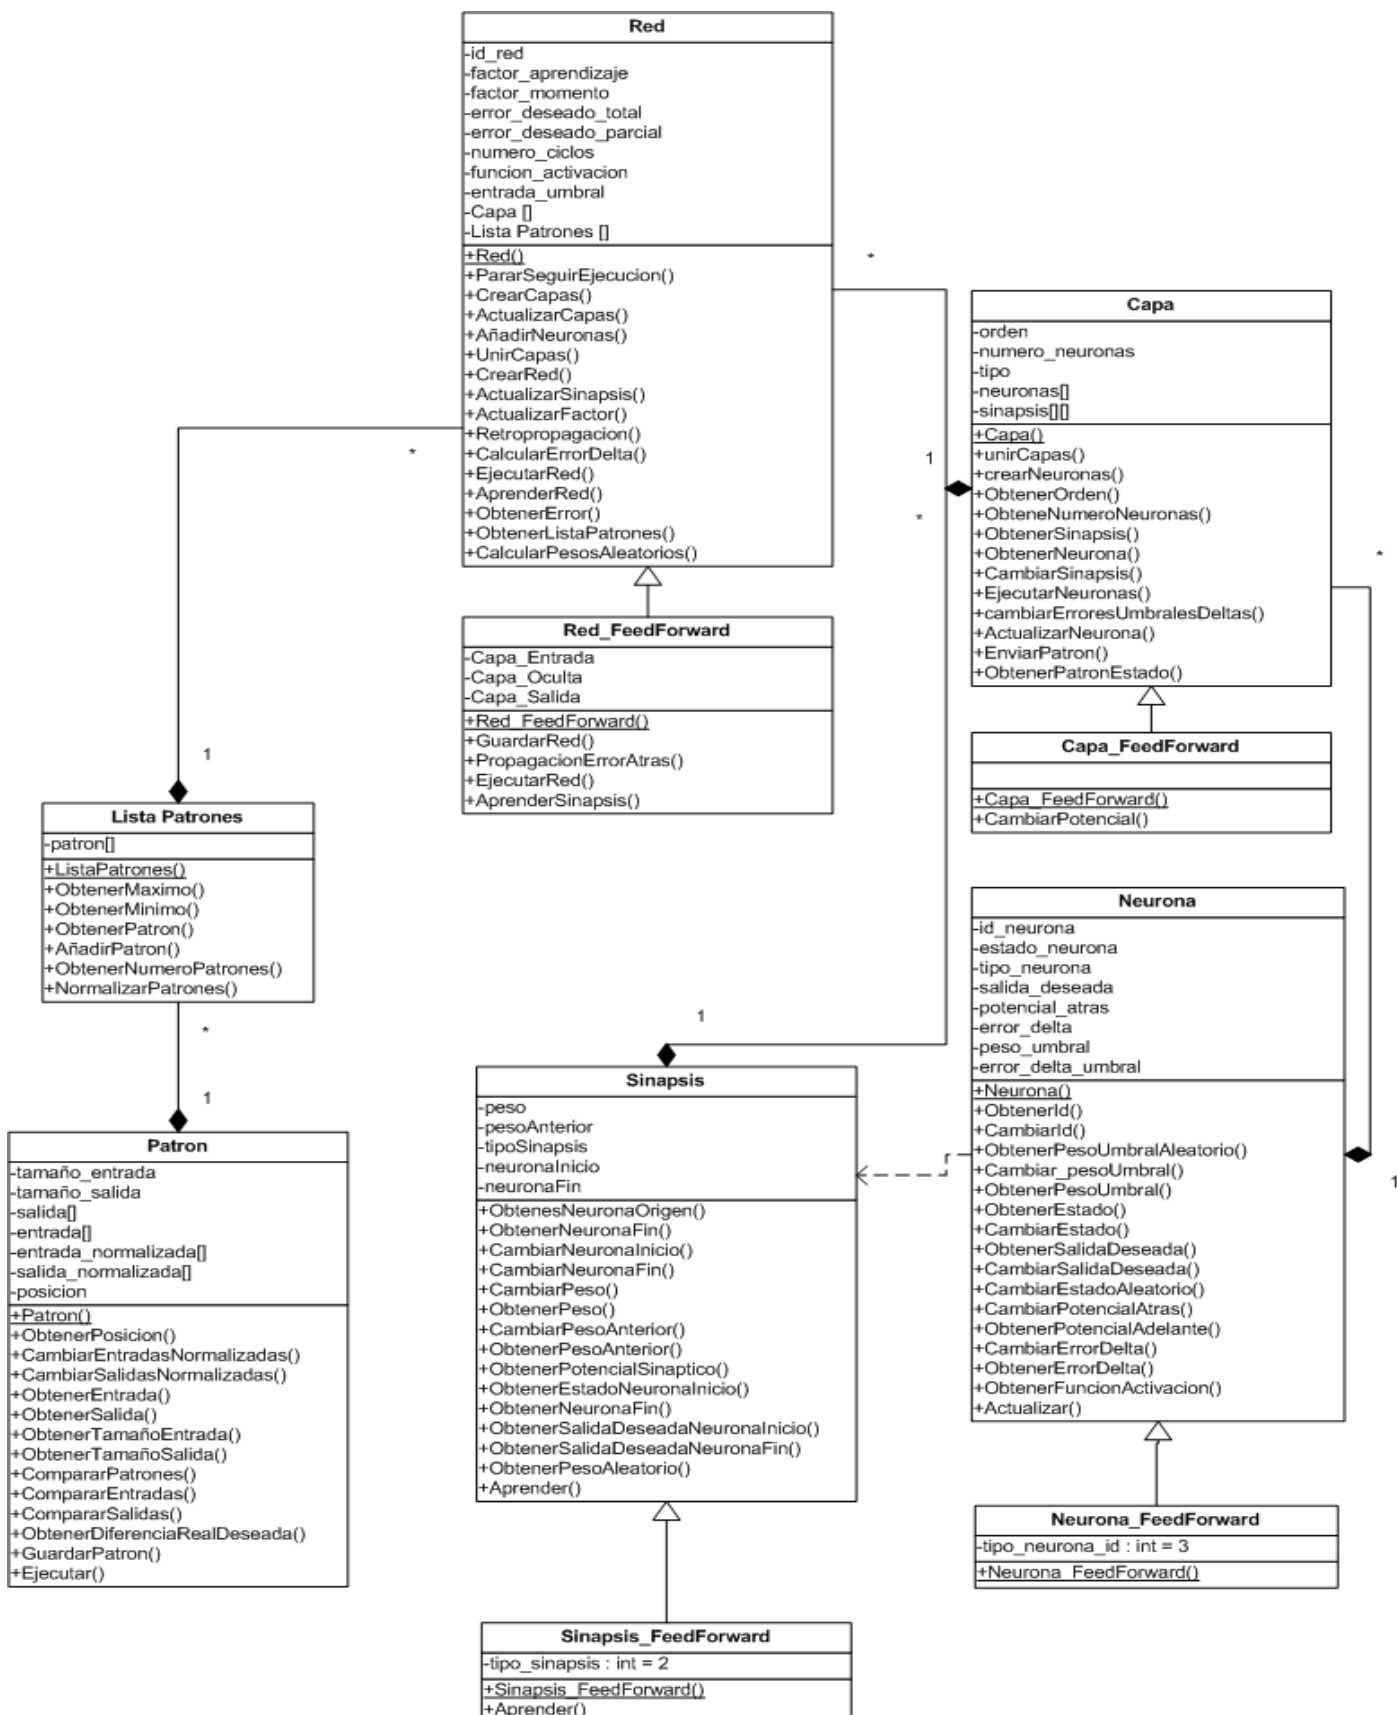 Red
-id_red
-factor_aprendizaje
-factor_momento
-error_deseado_total
-error_deseado_parcial
-numero_ciclos
-funcion_activacion
-entrada_umbral
-Capa []
-Lista Patrones []
+Red()
+PararSeguirEjecucion()
+CrearCapas()
+ActualizarCapas()
+AñadirNeuronas()
+UnirCapas()
+CrearRed()
+ActualizarSinapsis()
+ActualizarFactor()
+Retropropagacion()
+CalcularErrorDelta()
+EjecutarRed()
+AprenderRed()
+ObtenerError()
+ObtenerListaPatrones()
+CalcularPesosAleatorios()
*
*
1
*
*
Capa
-orden
-numero_neuronas
-tipo
-neuronas[]
-sinapsis[][]
+Capa()
+unirCapas()
+crearNeuronas()
+ObtenerOrden()
+ObteneNumeroNeuronas()
+ObtenerSinapsis()
+ObtenerNeurona()
+CambiarSinapsis()
+EjecutarNeuronas()
+cambiarErroresUmbralesDeltas()
+ActualizarNeurona()
+EnviarPatron()
+ObtenerPatronEstado()
Red_FeedForward
-Capa_Entrada
-Capa_Oculta
-Capa_Salida
+Red_FeedForward()
+GuardarRed()
+PropagacionErrorAtras()
+EjecutarRed()
+AprenderSinapsis()
Capa_FeedForward
+Capa_FeedForward()
+CambiarPotencial()
1
Lista Patrones
-patron[]
+ListaPatrones()
+ObtenerMaximo()
+ObtenerMinimo()
+ObtenerPatron()
+AñadirPatron()
+ObtenerNumeroPatrones()
+NormalizarPatrones()
*
1
Patron
-tamaño_entrada
-tamaño_salida
-salida[]
-entrada[]
-entrada_normalizada[]
-salida_normalizada[]
-posicion
+Patron()
+ObtenerPosicion()
+CambiarEntradasNormalizadas()
+CambiarSalidasNormalizadas()
+ObtenerEntrada()
+ObtenerSalida()
+ObtenerTamañoEntrada()
+ObtenerTamañoSalida()
+CompararPatrones()
+CompararEntradas()
+CompararSalidas()
+ObtenerDiferenciaRealDeseada()
+GuardarPatron()
+Ejecutar()
1
Sinapsis
-peso
-pesoAnterior
-tipoSinapsis
-neuronaInicio
-neuronaFin
+ObtenesNeuronaOrigen()
+ObtenerNeuronaFin()
+CambiarNeuronaInicio()
+CambiarNeuronaFin()
+CambiarPeso()
+ObtenerPeso()
+CambiarPesoAnterior()
+ObtenerPesoAnterior()
+ObtenerPotencialSinaptico()
+ObtenerEstadoNeuronaInicio()
+ObtenerNeuronaFin()
+ObtenerSalidaDeseadaNeuronaInicio()
+ObtenerSalidaDeseadaNeuronaFin()
+ObtenerPesoAleatorio()
+Aprender()
Neurona
-id_neurona
-estado_neurona
-tipo_neurona
-salida_deseada
-potencial_atras
-error_delta
-peso_umbral
-error_delta_umbral
+Neurona()
+ObtenerId()
+CambiarId()
+ObtenerPesoUmbralAleatorio()
+Cambiar_pesoUmbral()
+ObtenerPesoUmbral()
+ObtenerEstado()
+CambiarEstado()
+ObtenerSalidaDeseada()
+CambiarSalidaDeseada()
+CambiarEstadoAleatorio()
+CambiarPotencialAtras()
+ObtenerPotencialAdelante()
+CambiarErrorDelta()
+ObtenerErrorDelta()
+ObtenerFuncionActivacion()
+Actualizar()
1
Neurona_FeedForward
-tipo_neurona_id : int = 3
+Neurona_FeedForward()
Sinapsis_FeedForward
-tipo_sinapsis : int = 2
+Sinapsis_FeedForward()
+Aprender()